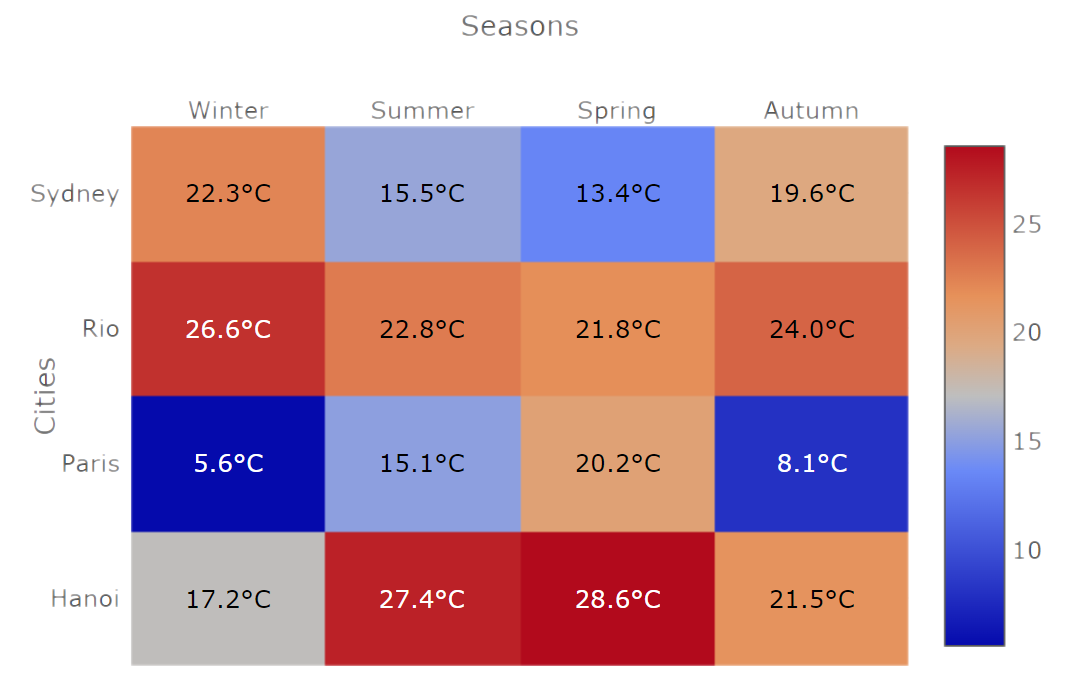 Seasons
Winter Summer Spring Autumn
Sydney 22.3°C 15.5°C 13.4°C 19.6°C
Rio 26.6°C 22.8°C 21.8°C 24.0°C
Paris 5.6°C 15.1°C 20.2°C 8.1°C
Hanoi 17.2°C 27.4°C 28.6°C 21.5°C
Cities
25
20
15
10